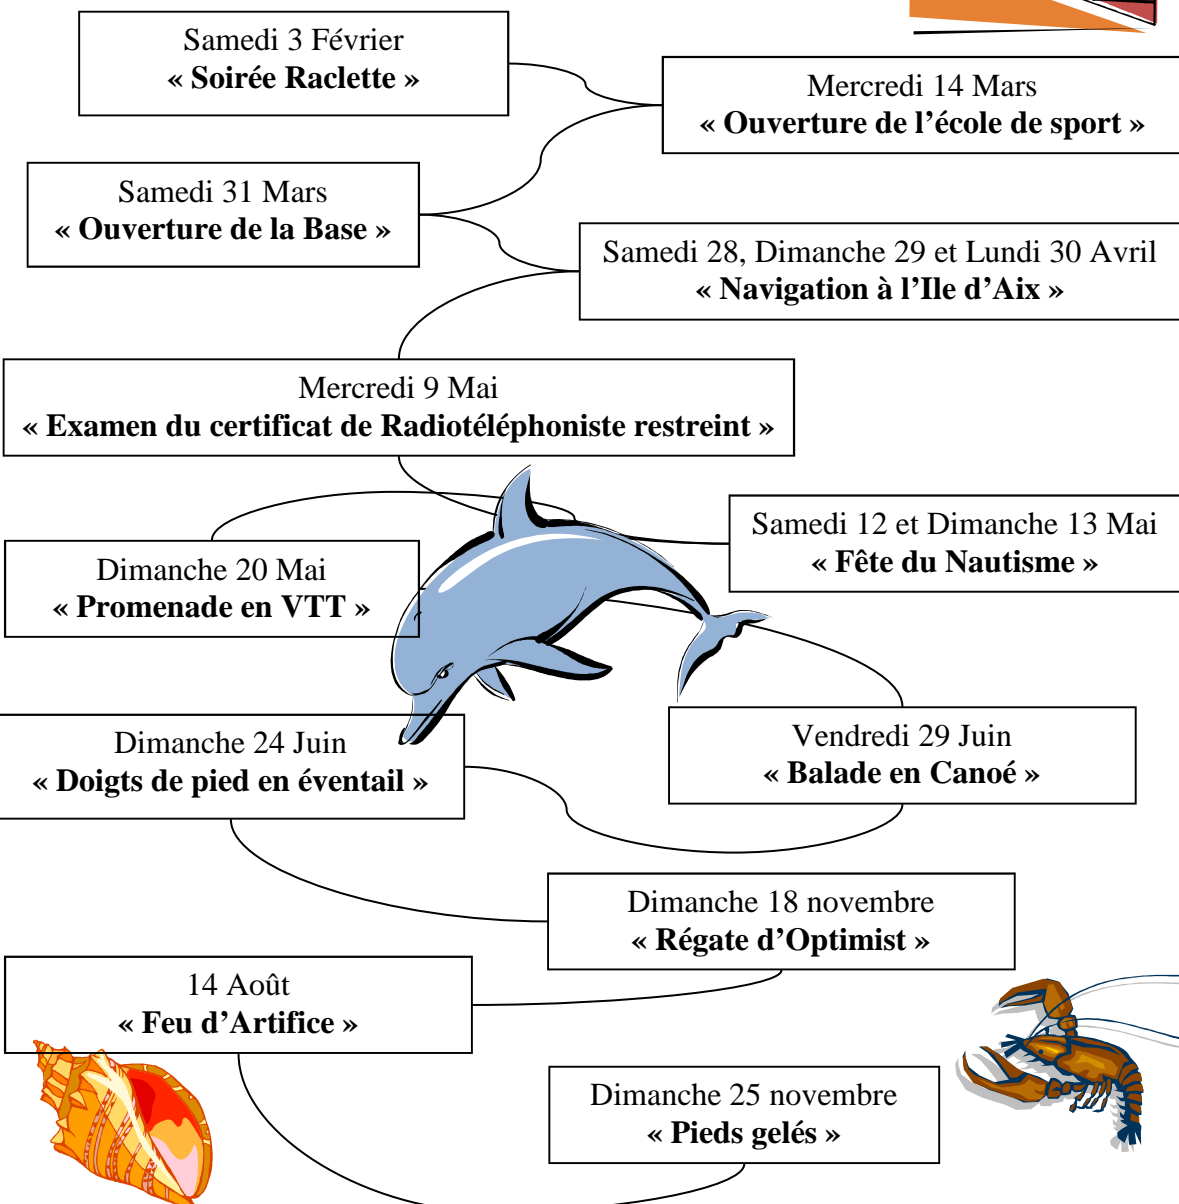 Samedi 3 Février
« Soirée Raclette »
Mercredi 14 Mars
« Ouverture de l’école de sport »
Samedi 31 Mars
« Ouverture de la Base »
Samedi 28, Dimanche 29 et Lundi 30 Avril
« Navigation à l’Ile d’Aix »
Mercredi 9 Mai
« Examen du certificat de Radiotéléphoniste restreint »
Samedi 12 et Dimanche 13 Mai
« Fête du Nautisme »
Dimanche 20 Mai
« Promenade en VTT »
Vendredi 29 Juin
« Balade en Canoé »
Dimanche 24 Juin
« Doigts de pied en éventail »
Dimanche 18 novembre
« Régate d’Optimist »
14 Août
« Feu d’Artifice »
Dimanche 25 novembre
« Pieds gelés »